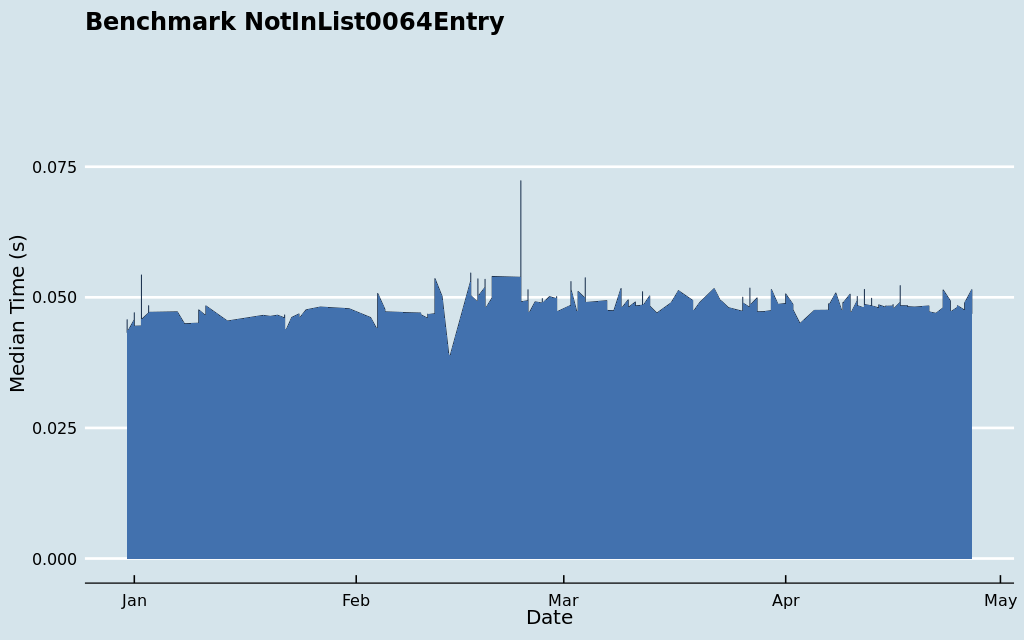 Benchmark NotInList0064Entry
Median Time (s)
0.075
0.050
0.025
0.000
Jan Feb Mar Apr May
Date